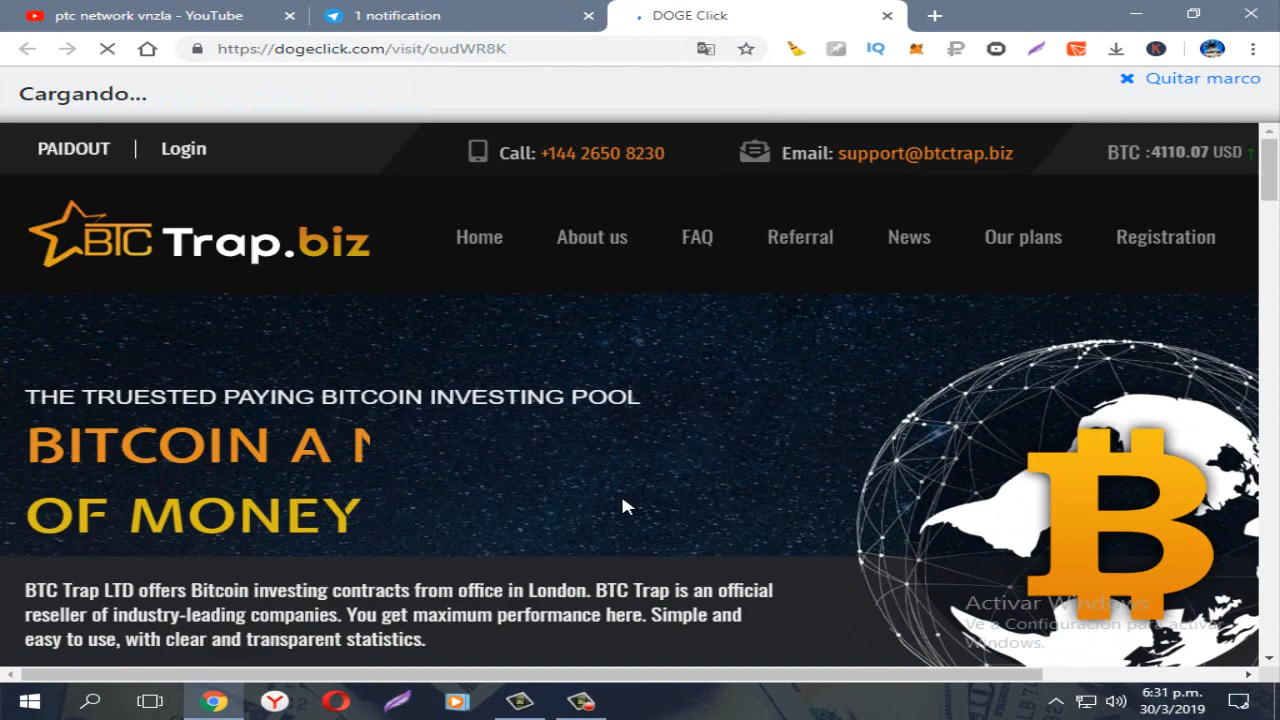 ptc network vnzla - YouTube
1 notification
DOGE Click
https://dogeclick.com/visit/oudWR8K
IQ
K
Cargando...
Quitar marco
PAIDOUT | Login
Call: +144 2650 8230
Email: support@btctrap.biz
BTC :4110.07 USD
BTC Trap.biz
Home
About us
FAQ
Referral
News
Our plans
Registration
THE TRUESTED PAYING BITCOIN INVESTING POOL
BITCOIN A
OF MONEY
BTC Trap LTD offers Bitcoin investing contracts from office in London. BTC Trap is an official
reseller of industry-leading companies. You get maximum performance here. Simple and
easy to use, with clear and transparent statistics.
Activar Windows
Ve a Configuración para activar
Windows.
6:31 p.m.
30/3/2019